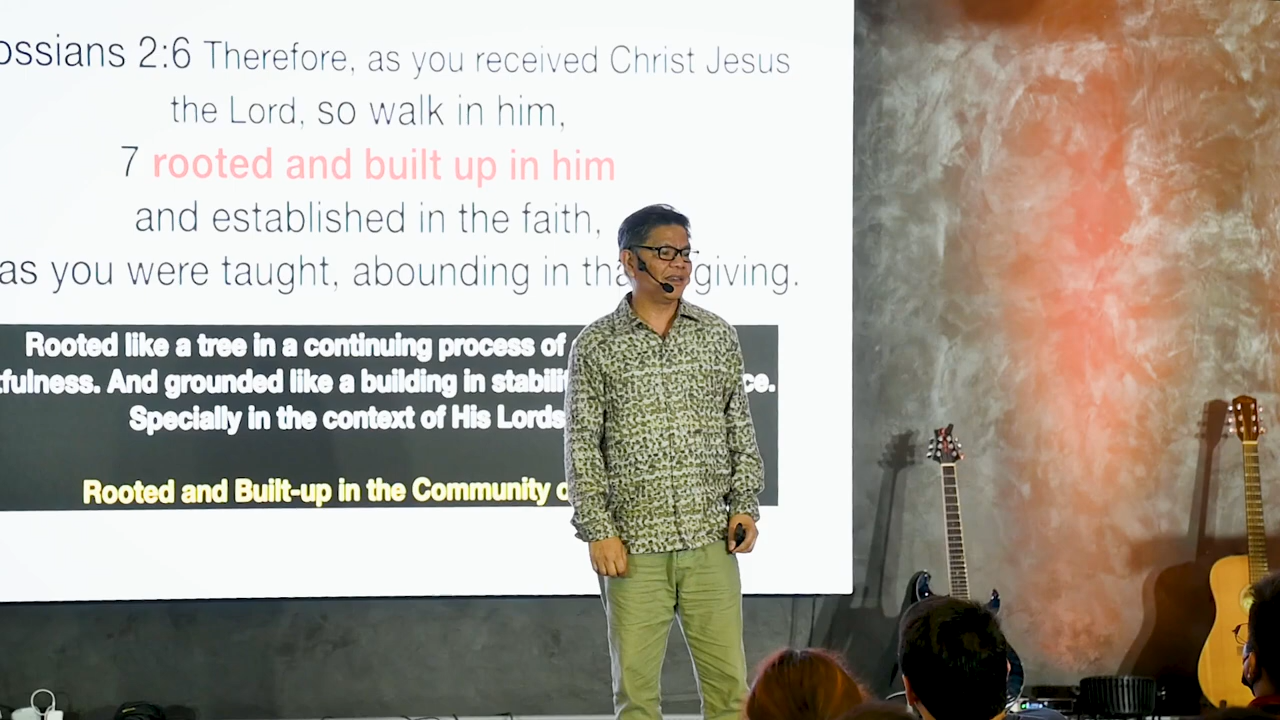 ossians 2:6 Therefore, as you received Christ Jesus
the Lord, so walk in him,
7 rooted and built up in him
and established in the faith,
as you were taught, abounding in tha giving.
Rooted like a tree in a continuing process of
fulness. And grounded like a building in stabili ce.
Specially in the context of His Lords
Rooted and Built-up in the Community o